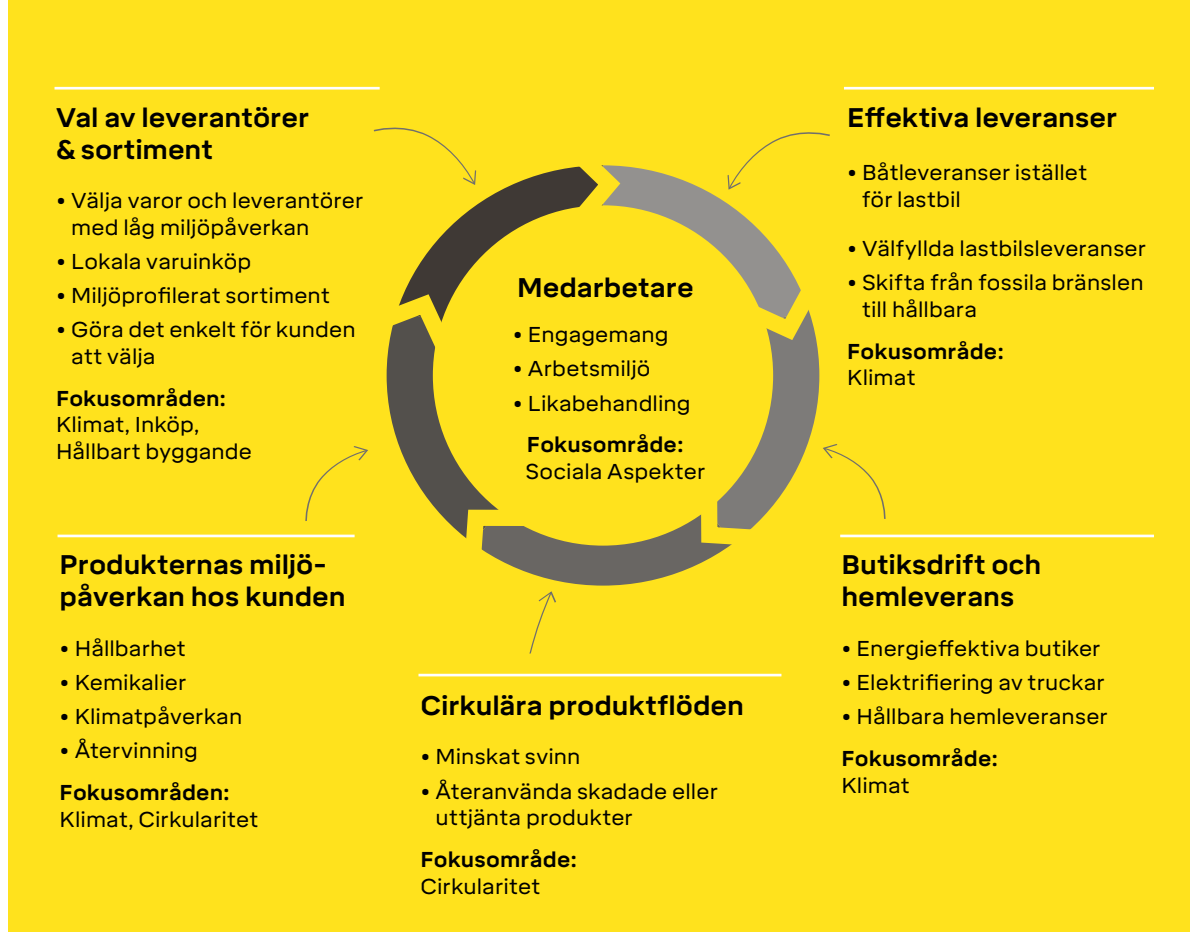 Val av leverantörer
& sortiment
• Välja varor och leverantörer
med låg miljöpåverkan
• Lokala varuinköp
• Miljöprofilerat sortiment
• Göra det enkelt för kunden
att välja
Fokusområden:
Klimat, Inköp,
Hållbart byggande
Effektiva leveranser
• Båtleveranser istället
för lastbil
• Välfyllda lastbilsleveranser
• Skifta från fossila bränslen
till hållbara
Fokusområde:
Klimat
Medarbetare
• Engagemang
• Arbetsmiljö
• Likabehandling
Fokusområde:
Sociala Aspekter
Produkternas miljö-
påverkan hos kunden
• Hållbarhet
• Kemikalier
• Klimatpåverkan
• Återvinning
Fokusområden:
Klimat, Cirkularitet
Cirkulära produktflöden
• Minskat svinn
• Återanvända skadade eller
uttjänta produkter
Fokusområde:
Cirkularitet
Butiksdrift och
hemleverans
• Energieffektiva butiker
• Elektrifiering av truckar
• Hållbara hemleveranser
Fokusområde:
Klimat